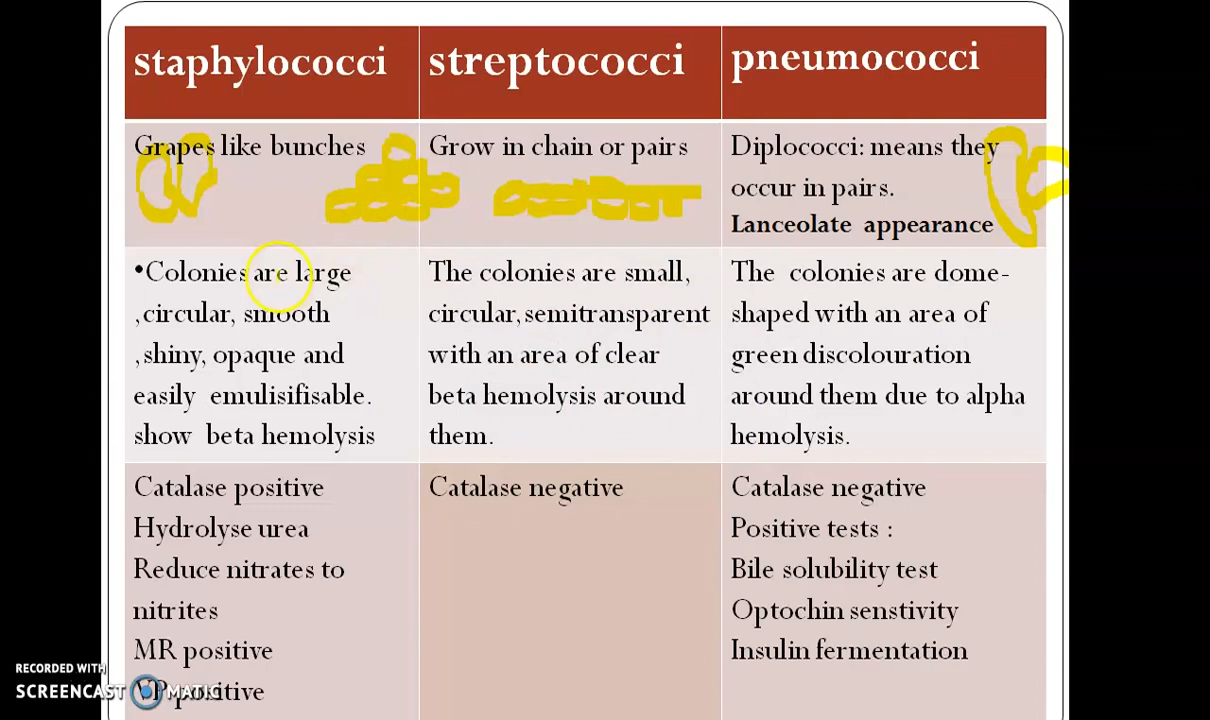 staphylococci
streptococci
pneumococci
Grapes like bunches
Grow in chain or pairs
Diplococci: means they
occur in pairs.
Lanceolate appearance
•Colonies are large
,circular, smooth
,shiny, opaque and
easily emulisifisable.
show beta hemolysis
The colonies are small,
circular, semitransparent
with an area of clear
beta hemolysis around
them.
The colonies are dome-
shaped with an area of
green discolouration
around them due to alpha
hemolysis.
Catalase positive
Hydrolyse urea
Reduce nitrates to
nitrites
MR positive
VP positive
Catalase negative
Catalase negative
Positive tests :
Bile solubility test
Optochin senstivity
Insulin fermentation
RECORDED WITH
SCREENCAST MATIC